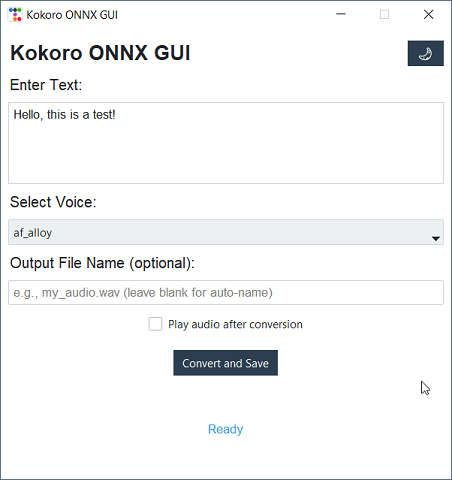 Kokoro ONNX GUI
Kokoro ONNX GUI
Enter Text:
Hello, this is a test!
Select Voice:
af_alloy
Output File Name (optional):
e.g., my_audio.wav (leave blank for auto-name)
Play audio after conversion
Convert and Save
Ready